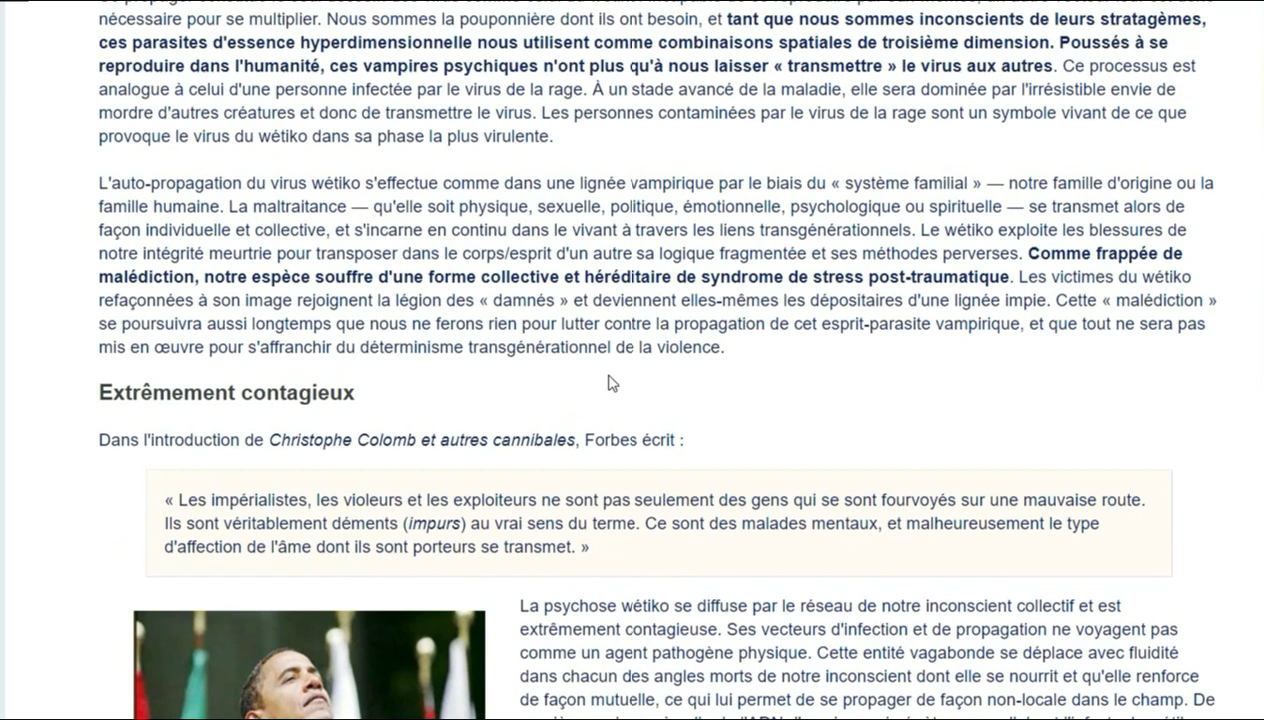 nécessaire pour se multiplier. Nous sommes la pouponnière dont ils ont besoin, et tant que nous sommes inconscients de leurs stratagèmes,
ces parasites d'essence hyperdimensionnelle nous utilisent comme combinaisons spatiales de troisième dimension. Poussés à se
reproduire dans l'humanité, ces vampires psychiques n'ont plus qu'à nous laisser « transmettre » le virus aux autres. Ce processus est
analogue à celui d'une personne infectée par le virus de la rage. À un stade avancé de la maladie, elle sera dominée par l'irrésistible envie de
mordre d'autres créatures et donc de transmettre le virus. Les personnes contaminées par le virus de la rage sont un symbole vivant de ce que
provoque le virus du wétiko dans sa phase la plus virulente.
L'auto-propagation du virus wétiko s'effectue comme dans une lignée vampirique par le biais du « système familial » — notre famille d'origine ou la
famille humaine. La maltraitance — qu'elle soit physique, sexuelle, politique, émotionnelle, psychologique ou spirituelle — se transmet alors de
façon individuelle et collective, et s'incarne en continu dans le vivant à travers les liens transgénérationnels. Le wétiko exploite les blessures de
notre intégrité meurtrie pour transposer dans le corps/esprit d'un autre sa logique fragmentée et ses méthodes perverses. Comme frappée de
malédiction, notre espèce souffre d'une forme collective et héréditaire de syndrome de stress post-traumatique. Les victimes du wétiko
refaçonnées à son image rejoignent la légion des « damnés » et deviennent elles-mêmes les dépositaires d'une lignée impie. Cette « malédiction »
se poursuivra aussi longtemps que nous ne ferons rien pour lutter contre la propagation de cet esprit-parasite vampirique, et que tout ne sera pas
mis en œuvre pour s'affranchir du déterminisme transgénérationnel de la violence.
Extrêmement contagieux
Dans l'introduction de Christophe Colomb et autres cannibales, Forbes écrit :
« Les impérialistes, les violeurs et les exploiteurs ne sont pas seulement des gens qui se sont fourvoyés sur une mauvaise route.
Ils sont véritablement déments (impurs) au vrai sens du terme. Ce sont des malades mentaux, et malheureusement le type
d'affection de l'âme dont ils sont porteurs se transmet. »
La psychose wétiko se diffuse par le réseau de notre inconscient collectif et est
extrêmement contagieuse. Ses vecteurs d'infection et de propagation ne voyagent pas
comme un agent pathogène physique. Cette entité vagabonde se déplace avec fluidité
dans chacun des angles morts de notre inconscient dont elle se nourrit et qu'elle renforce
de façon mutuelle, ce qui lui permet de se propager de façon non-locale dans le champ. De